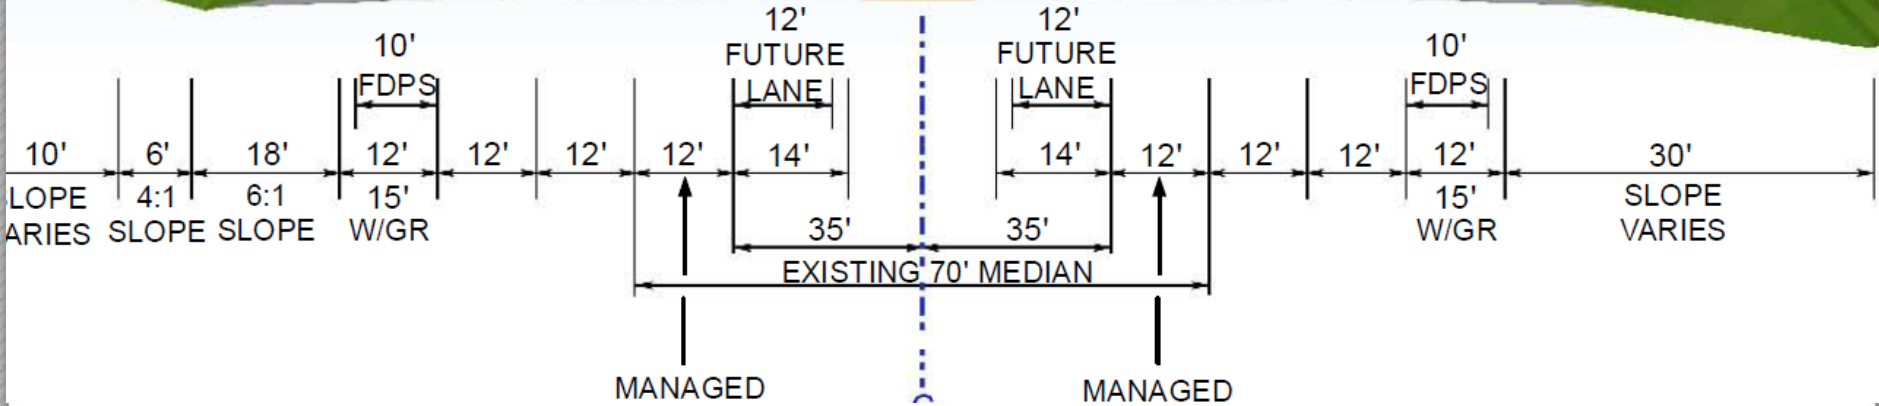 12'
FUTURE
LANE
12'
FUTURE
LANE
10'
FDPS
10'
FDPS
10' 6' 18' 12' 12' 12' 12' 14' 14' 12' 12' 12' 12' 30'
LOPE 4:1 6:1 15' 15' SLOPE
ARIES SLOPE SLOPE W/GR W/GR VARIES
35' 35'
EXISTING 70' MEDIAN
MANAGED MANAGED